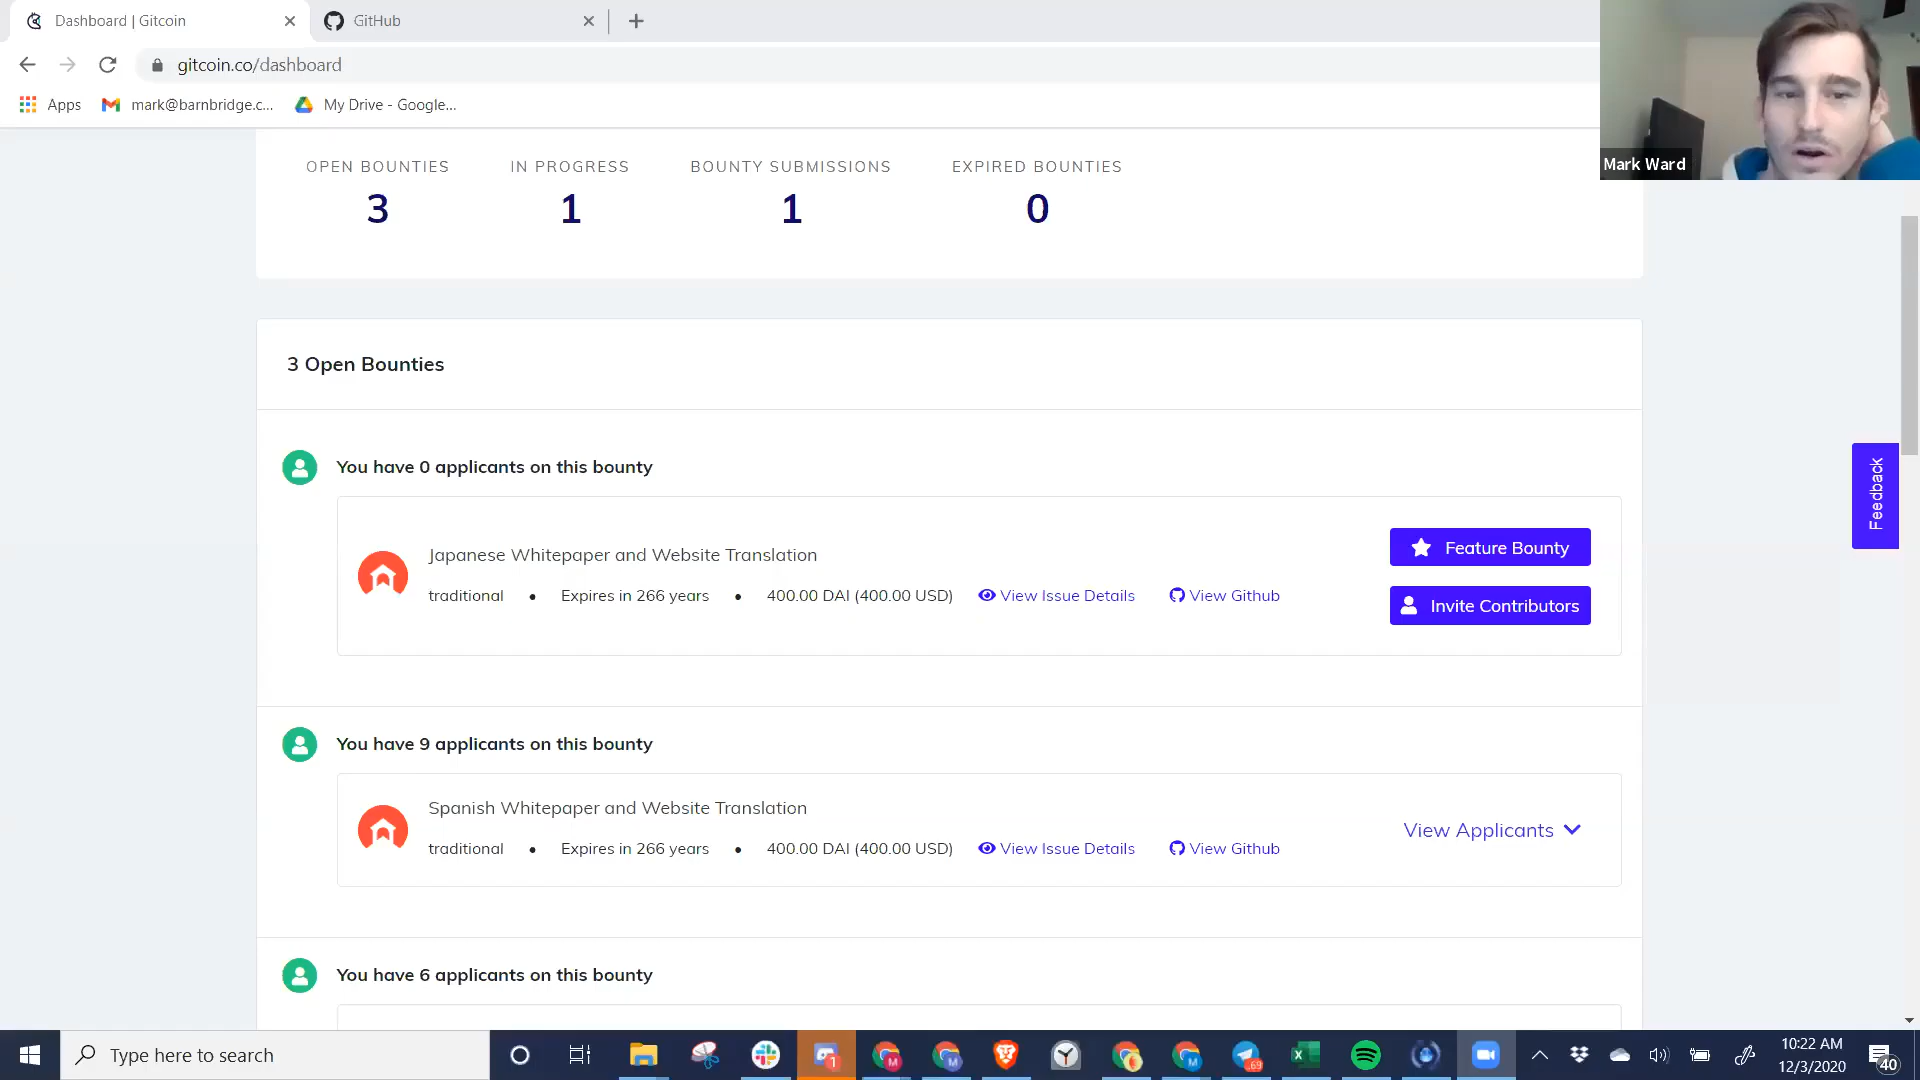 Dashboard | Gitcoin
GitHub
gitcoin.co/dashboard
Apps
mark@barnbridge.c...
My Drive - Google...
Mark Ward
OPEN BOUNTIES
IN PROGRESS
BOUNTY SUBMISSIONS
EXPIRED BOUNTIES
3
1
1
0
3 Open Bounties
You have 0 applicants on this bounty
Japanese Whitepaper and Website Translation
traditional • Expires in 266 years • 400.00 DAI (400.00 USD) View Issue Details View Github
Feature Bounty
Invite Contributors
Feedback
You have 9 applicants on this bounty
Spanish Whitepaper and Website Translation
traditional • Expires in 266 years • 400.00 DAI (400.00 USD) View Issue Details View Github
View Applicants
You have 6 applicants on this bounty
Type here to search
1
M
M
M
69
10:22 AM
12/3/2020
40